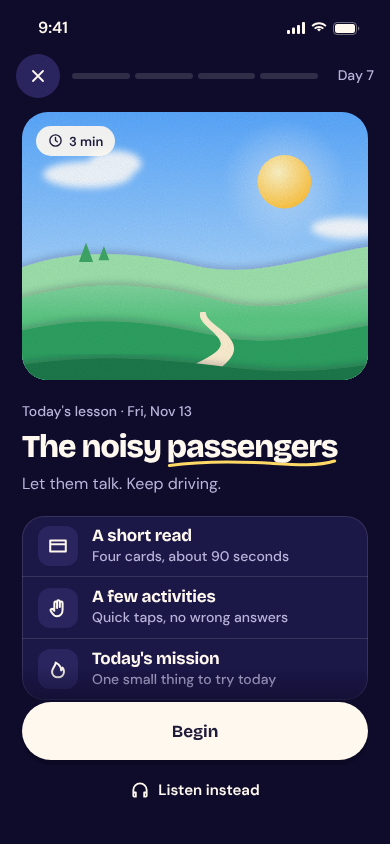 9:41
Day 7
3 min
Today's lesson · Fri, Nov 13
The noisy passengers
Let them talk. Keep driving.
A short read
Four cards, about 90 seconds
A few activities
Quick taps, no wrong answers
Today's mission
One small thing to try today
Begin
Listen instead